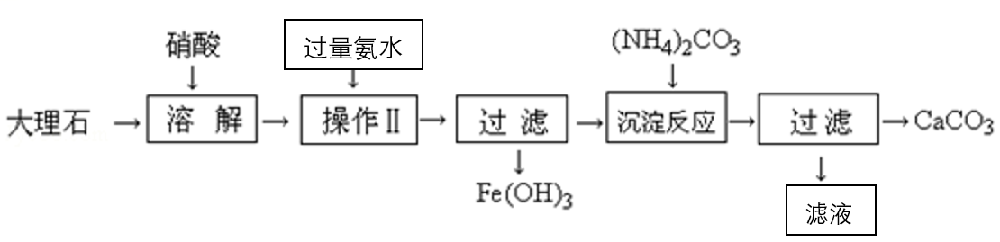 硝酸
过量氨水
(NH₄)₂CO₃
大理石 → 溶解 → 操作Ⅱ → 过滤 → 沉淀反应 → 过滤 → CaCO₃
Fe(OH)₃
滤液